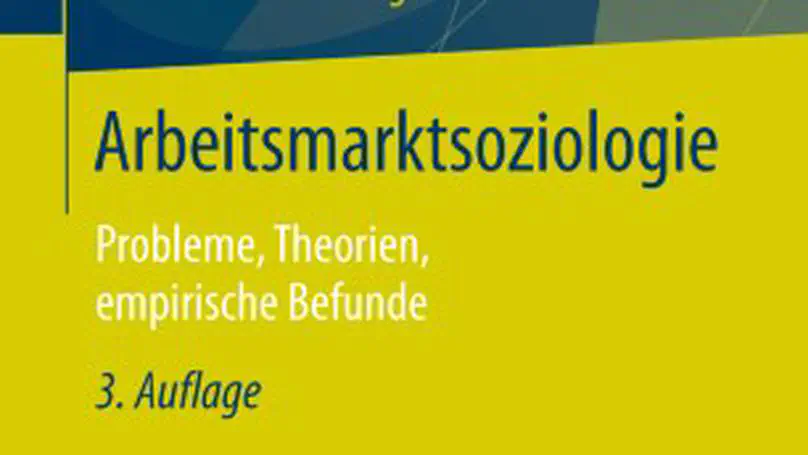 Arbeitsmarktsoziologie
Probleme, Theorien,
empirische Befunde
3. Auflage